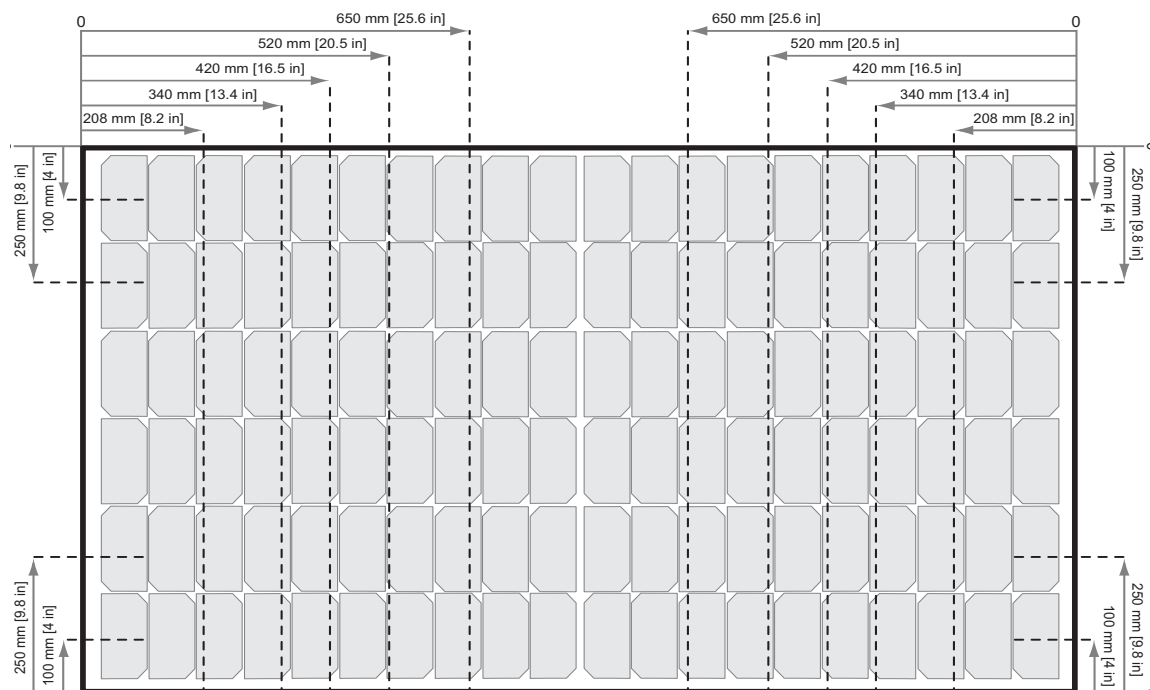 0 650 mm [25.6 in] 650 mm [25.6 in] 0
520 mm [20.5 in] 520 mm [20.5 in]
420 mm [16.5 in] 420 mm [16.5 in]
340 mm [13.4 in] 340 mm [13.4 in]
208 mm [8.2 in] 208 mm [8.2 in]
250 mm [9.8 in]
100 mm [4 in]
100 mm [4 in]
250 mm [9.8 in]
250 mm [9.8 in]
100 mm [4 in]
100 mm [4 in]
250 mm [9.8 in]